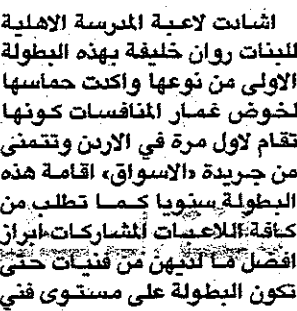 اشادت لاعبة المدرسة الاهلية
للبنات روان خليفة بهذه البطولة
الاولى من نوعها واكدت حماسها
لخوض غمار المنافسات كونها
تقام لاول مرة في الاردن وتتمنى
من جريدة «الاسواق» اقامة هذه
البطولة سنويا كما تطلب من
كافة اللاعبات المشاركات ابراز
افضل ما لديهن من فنيات حتى
تكون البطولة على مستوى فني